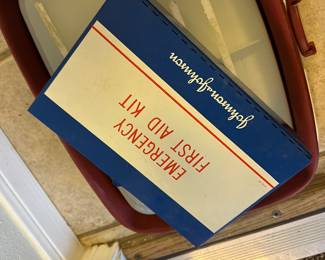 Johnson & Johnson
EMERGENCY
FIRST AID KIT